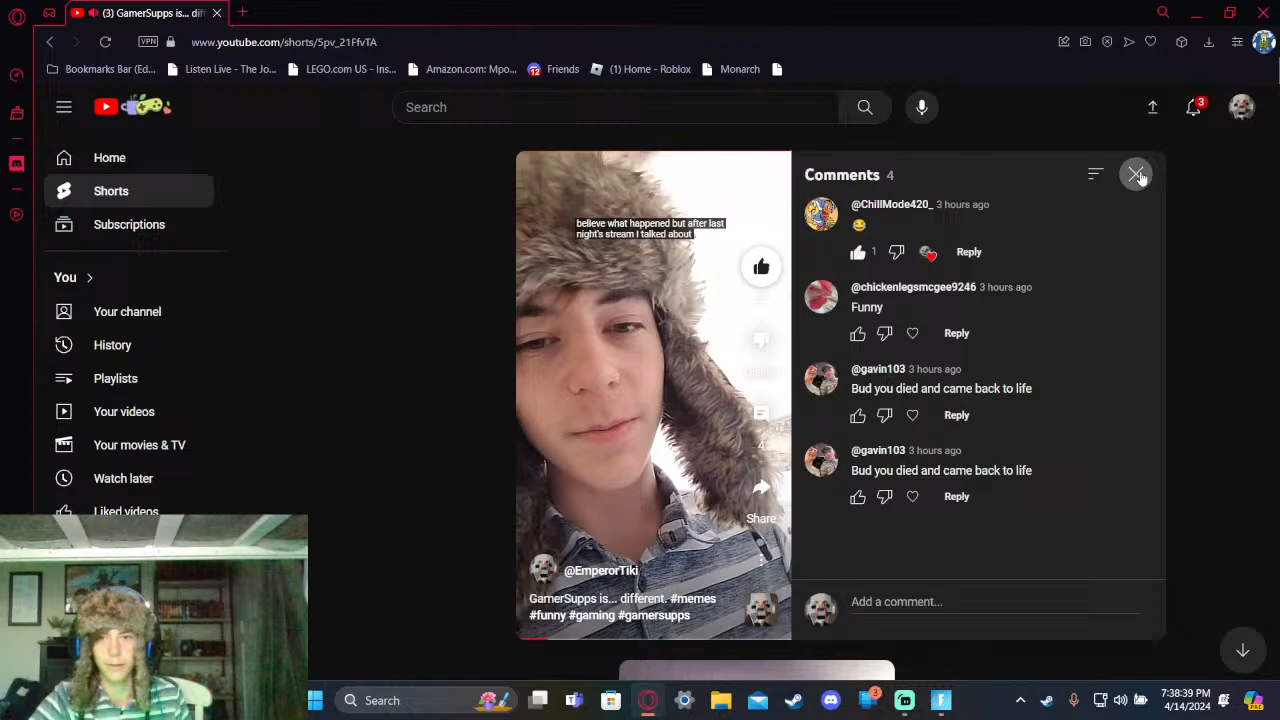 (3) GamerSupps is... dif
VPN
www.youtube.com/shorts/5pv_21FfvTA
Bookmarks Bar (Ed...
Listen Live - The Jo...
LEGO.com US - Ins...
Amazon.com: Mpo...
12
Friends
(1) Home - Roblox
Monarch
Search
3
Home
Shorts
Subscriptions
You
Your channel
History
Playlists
Your videos
Your movies & TV
Watch later
Liked videos
believe what happened but after last
night's stream I talked about
4
Share
@EmperorTiki
GamerSupps is... different. #memes
#funny #gaming #gamersupps
Comments 4
@ChillMode420_ 3 hours ago
😄
1
Reply
@chickenlegsmcgee9246 3 hours ago
Funny
Reply
@gavin103 3 hours ago
Bud you died and came back to life
Reply
@gavin103 3 hours ago
Bud you died and came back to life
Reply
Add a comment...
Search
3
7:38:39 PM
4/14/2024